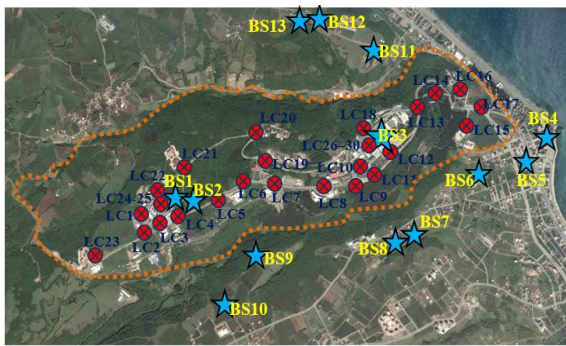 BS13
BS12
BS11
LC14
LC16
LC13
LC17
BS4
LC20
LC18
BS3
LC15
LC26-30
LC12
BS5
LC21
LC19
LC10
BS6
LC22
BS1
LC6
LC7
LC11
BS2
LC24-25
LC5
LC8
LC9
LC1
LC4
LC3
LC2
BS7
LC23
BS8
BS9
BS10